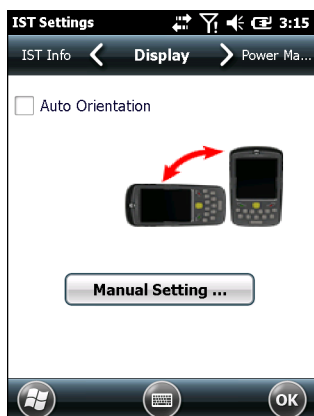 IST Settings 3:15
IST Info Display Power Ma...
Auto Orientation
Manual Setting ...
OK